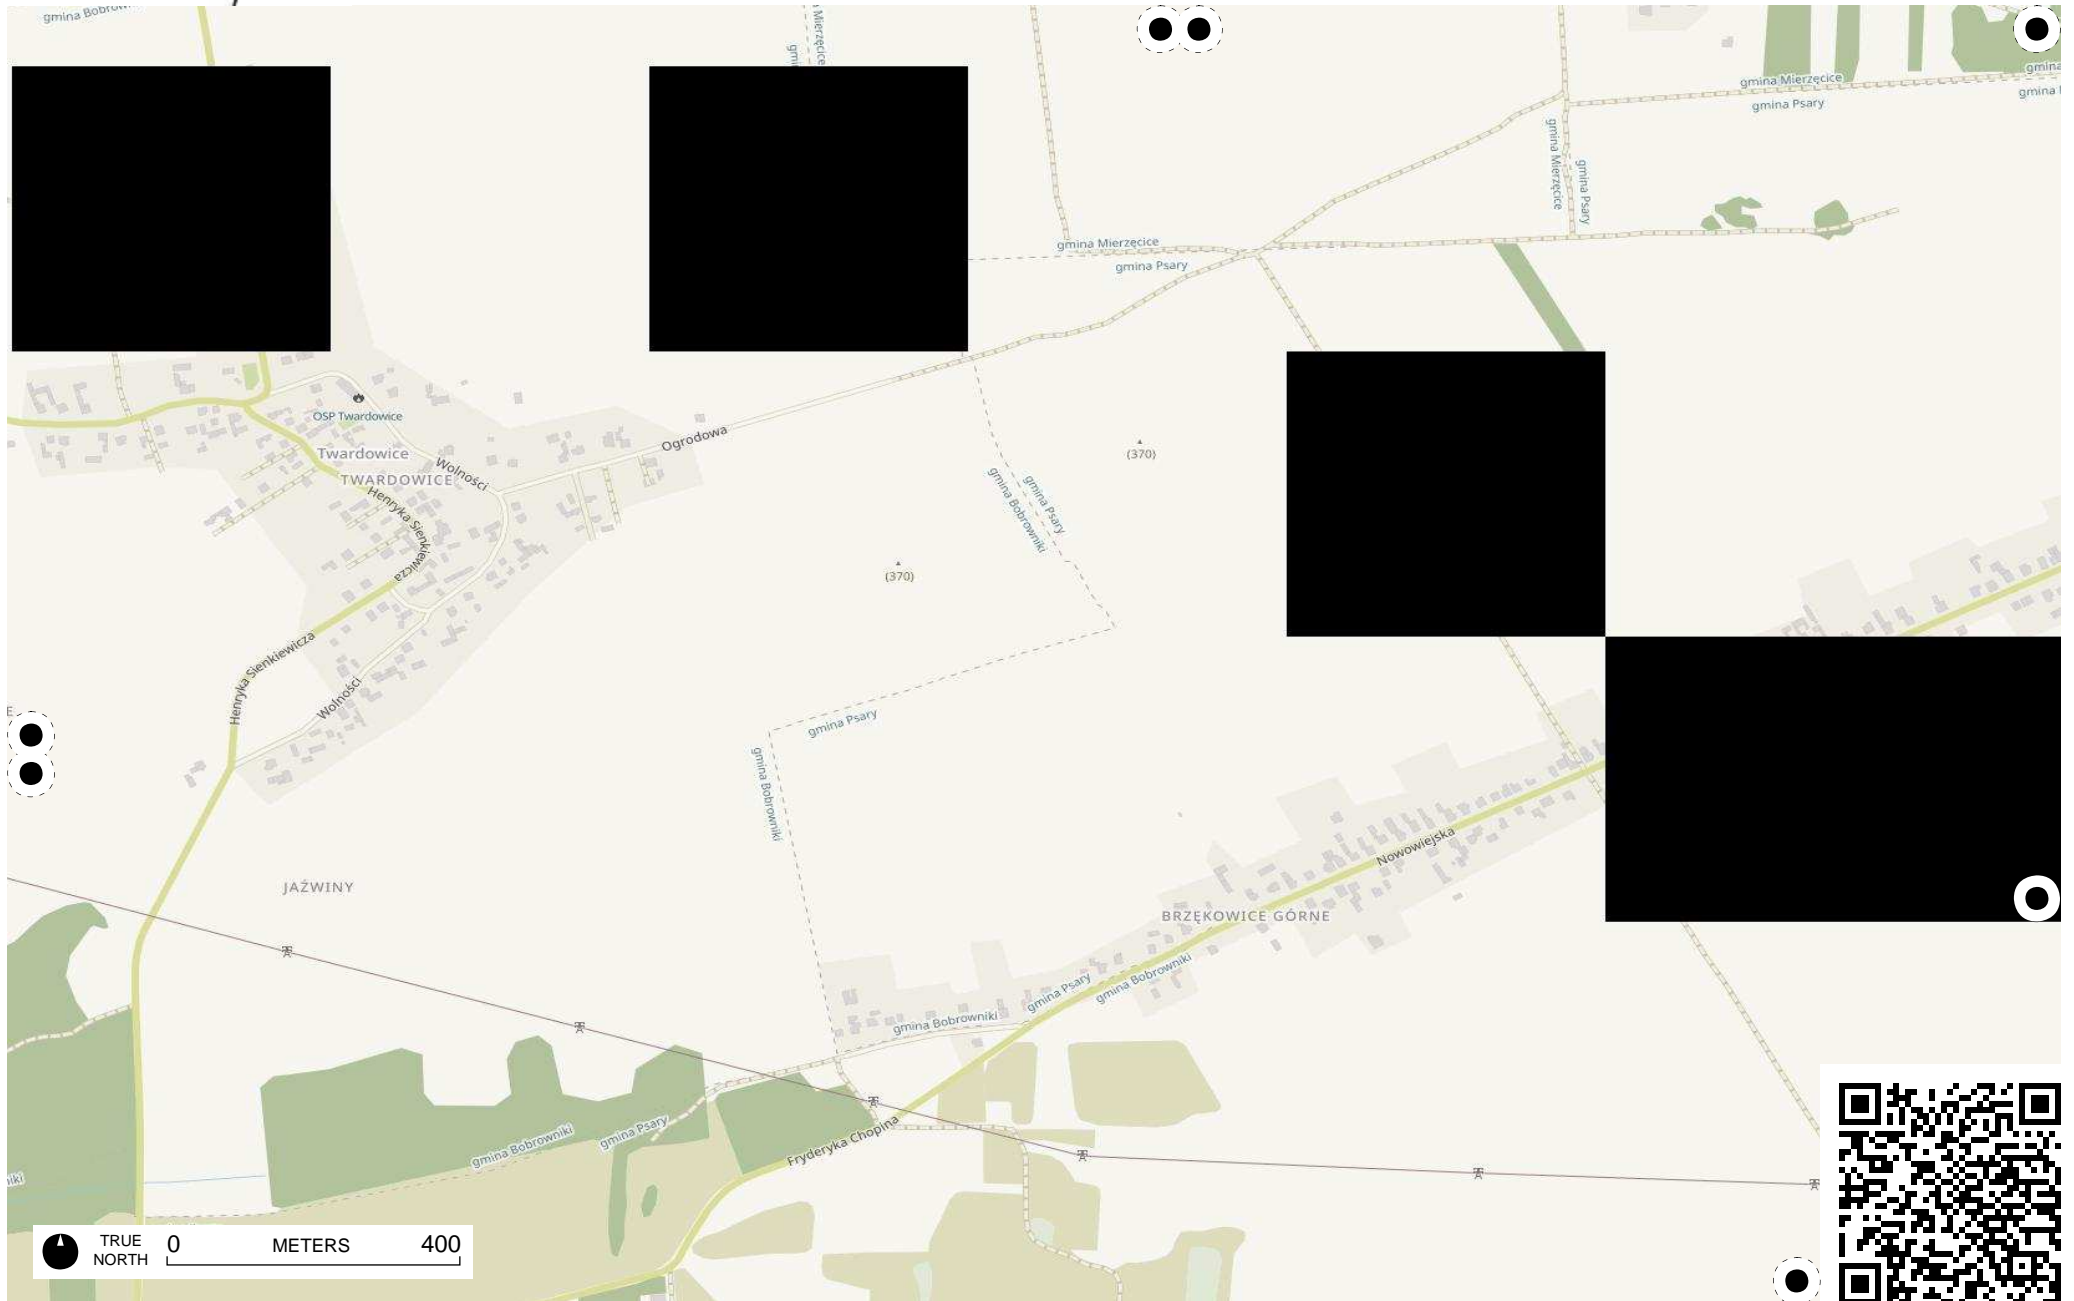 gmina Mierzęcice
gmina Psary
gmina Mierzęcice
gmina Psary
gmina Mierzęcice
gmina Psary
OSP Twardowice
Twardowice
TWARDOWICE
Wolności
Ogrodowa
(370)
Henryka Sienkiewicza
gmina Psary
gmina Bobrowniki
(370)
Henryka Sienkiewicza
Wolności
gmina Psary
gmina Bobrowniki
Nowowiejska
JAŹWINY
BRZĘKOWICE GÓRNE
gmina Psary
gmina Bobrowniki
gmina Bobrowniki
gmina Bobrowniki
gmina Psary
Fryderyka Chopina
TRUE
NORTH
0 METERS 400